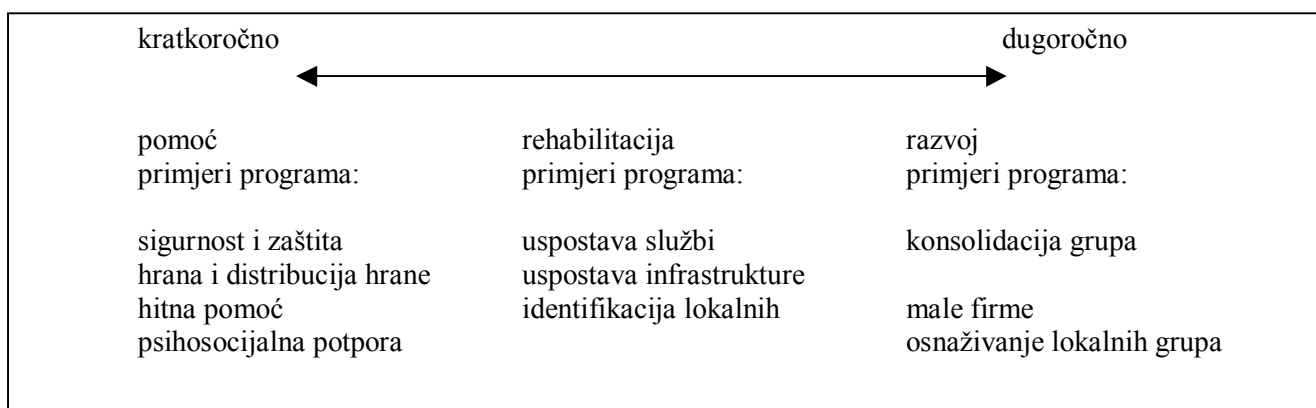 kratkoročno dugoročno
pomoć rehabilitacija razvoj
primjeri programa: primjeri programa: primjeri programa:
sigurnost i zaštita uspostava službi konsolidacija grupa
hrana i distribucija hrane uspostava infrastrukture
hitna pomoć identifikacija lokalnih male firme
psihosocijalna potpora osnaživanje lokalnih grupa